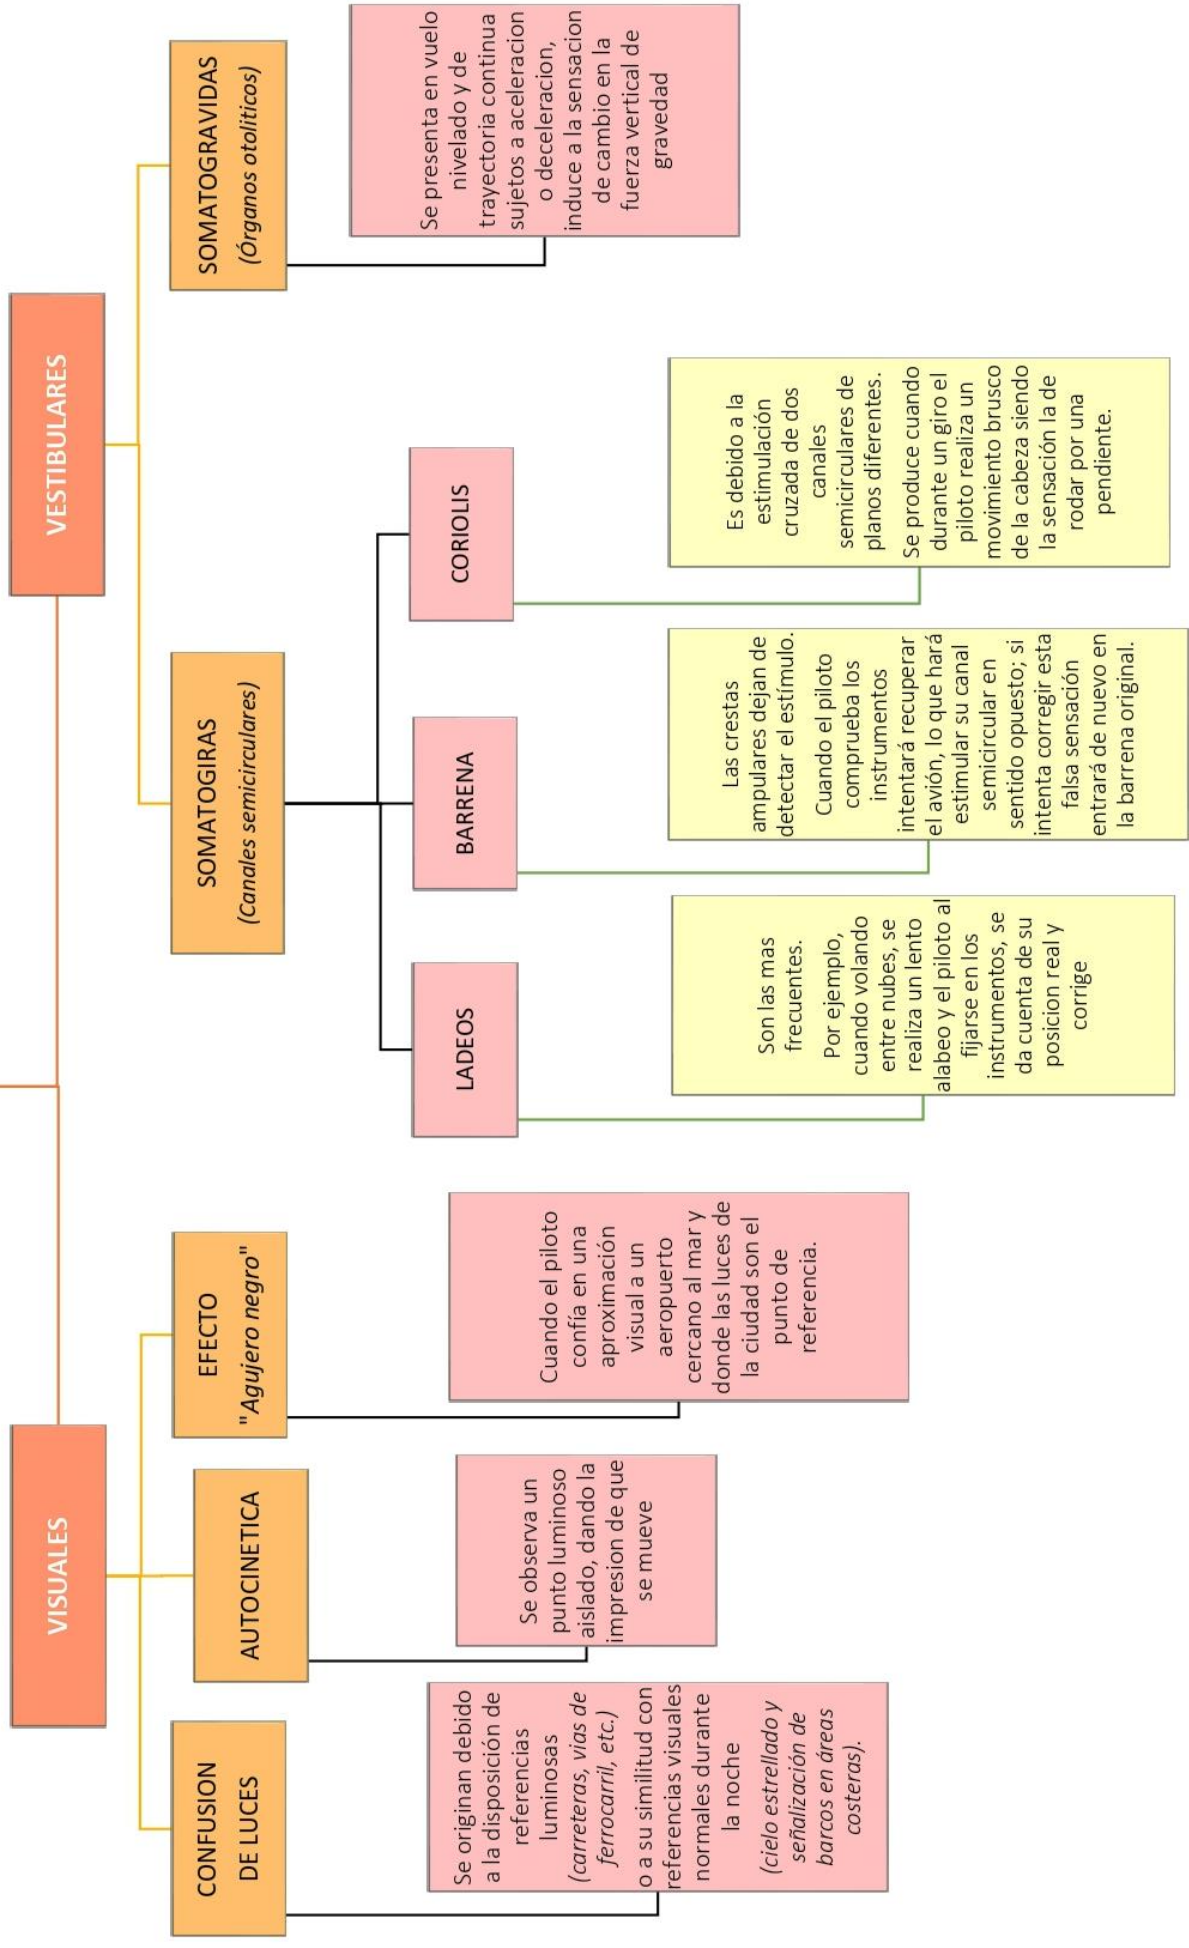 VISUALES
VESTIBULARES
CONFUSION
DE LUCES
AUTOCINETICA
EFECTO
"Agujero negro"
SOMATOGIRAS
(Canales semicirculares)
SOMATOGRAVIDAS
(Órganos otoliticos)
Se originan debido
a la disposición de
referencias
luminosas
(carreteras, vias de
ferrocarril, etc.)
o a su similitud con
referencias visuales
normales durante
la noche
(cielo estrellado y
señalización de
barcos en áreas
costeras).
Se observa un
punto luminoso
aislado, dando la
impresion de que
se mueve
Cuando el piloto
confía en una
aproximación
visual a un
aeropuerto
cercano al mar y
donde las luces de
la ciudad son el
punto de
referencia.
LADEOS
BARRENA
CORIOLIS
Son las mas
frecuentes.
Por ejemplo,
cuando volando
entre nubes, se
realiza un lento
alabeo y el piloto al
fijarse en los
instrumentos, se
da cuenta de su
posicion real y
corrige
Las crestas
ampulares dejan de
detectar el estímulo.
Cuando el piloto
comprueba los
instrumentos
intentará recuperar
el avión, lo que hará
estimular su canal
semicircular en
sentido opuesto; si
intenta corregir esta
falsa sensación
entrará de nuevo en
la barrena original.
Es debido a la
estimulación
cruzada de dos
canales
semicirculares de
planos diferentes.
Se produce cuando
durante un giro el
piloto realiza un
movimiento brusco
de la cabeza siendo
la sensación la de
rodar por una
pendiente.
Se presenta en vuelo
nivelado y de
trayectoria continua
sujetos a aceleracion
o deceleracion,
induce a la sensacion
de cambio en la
fuerza vertical de
gravedad